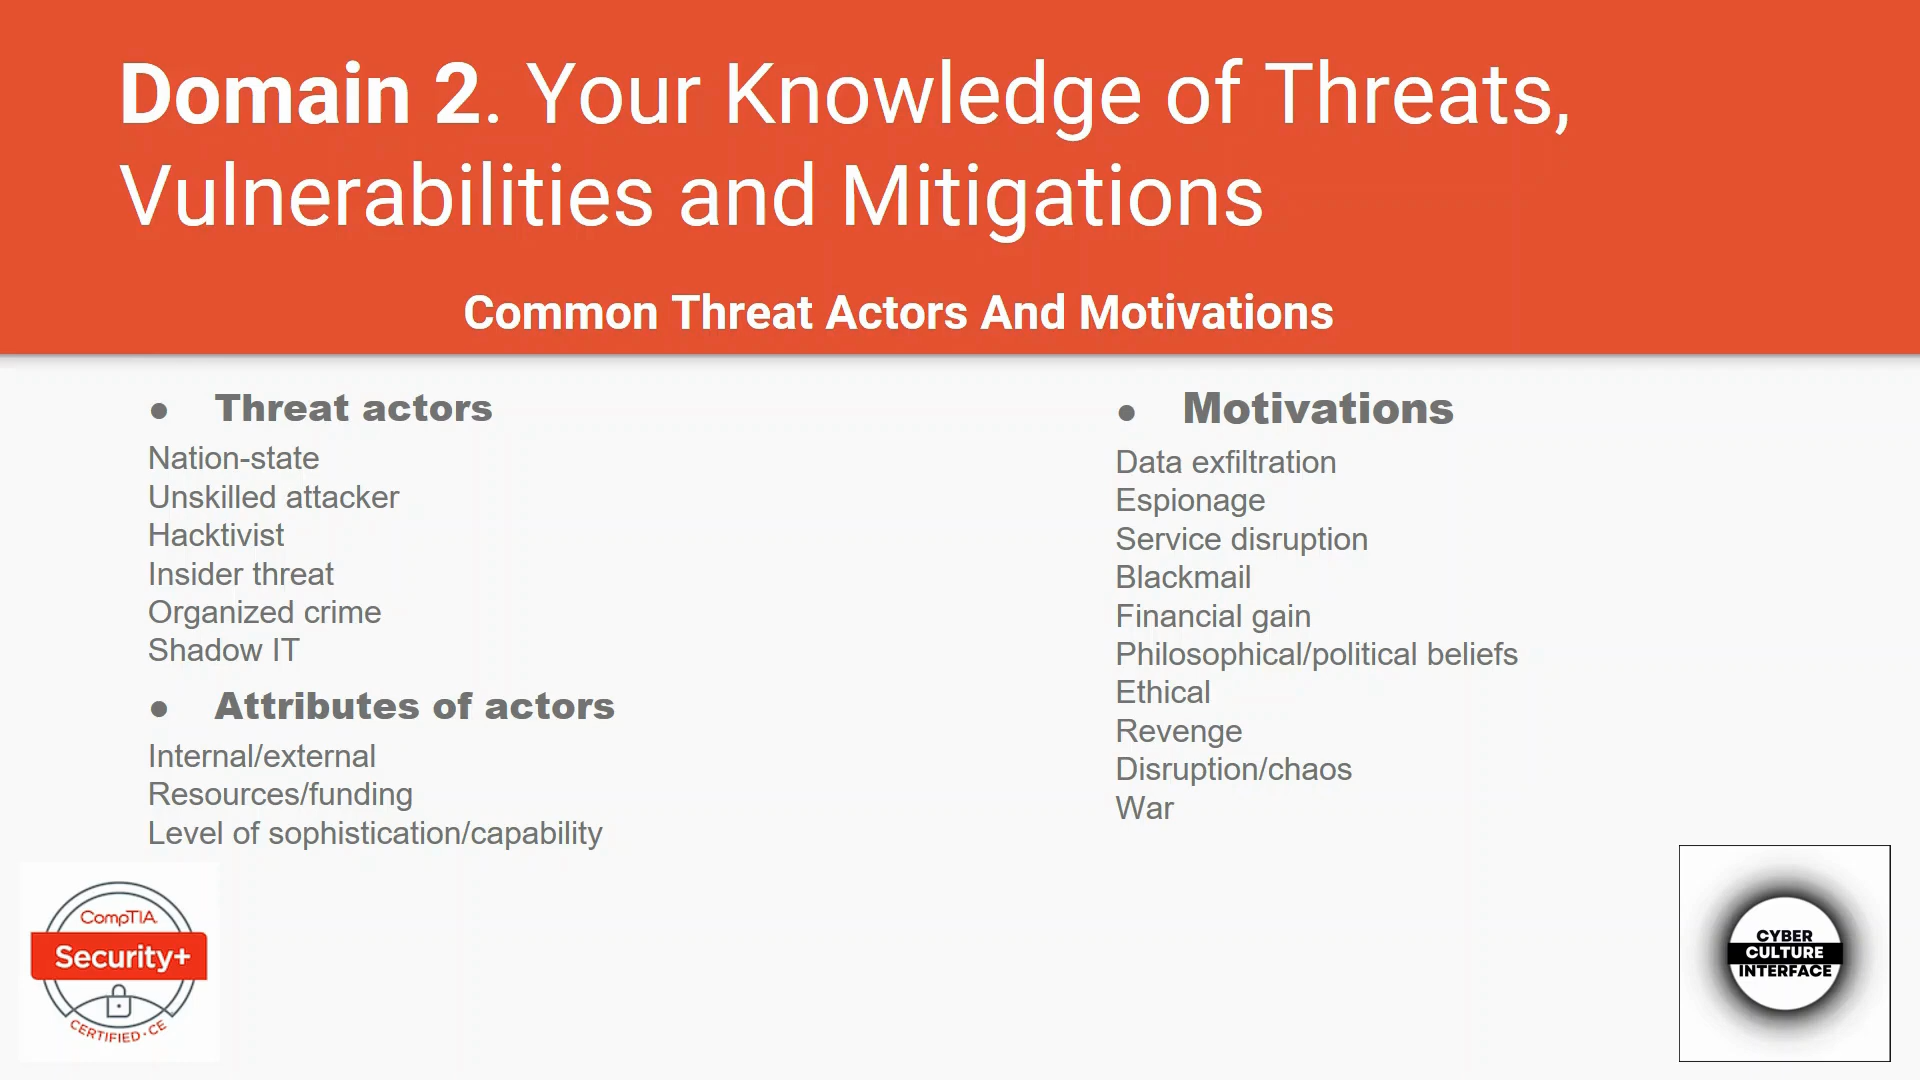 Domain 2. Your Knowledge of Threats,
Vulnerabilities and Mitigations
Common Threat Actors And Motivations
● Threat actors
Nation-state
Unskilled attacker
Hacktivist
Insider threat
Organized crime
Shadow IT
● Attributes of actors
Internal/external
Resources/funding
Level of sophistication/capability
● Motivations
Data exfiltration
Espionage
Service disruption
Blackmail
Financial gain
Philosophical/political beliefs
Ethical
Revenge
Disruption/chaos
War
CompTIA.
Security+
CERTIFIED·CE
CYBER
CULTURE
INTERFACE